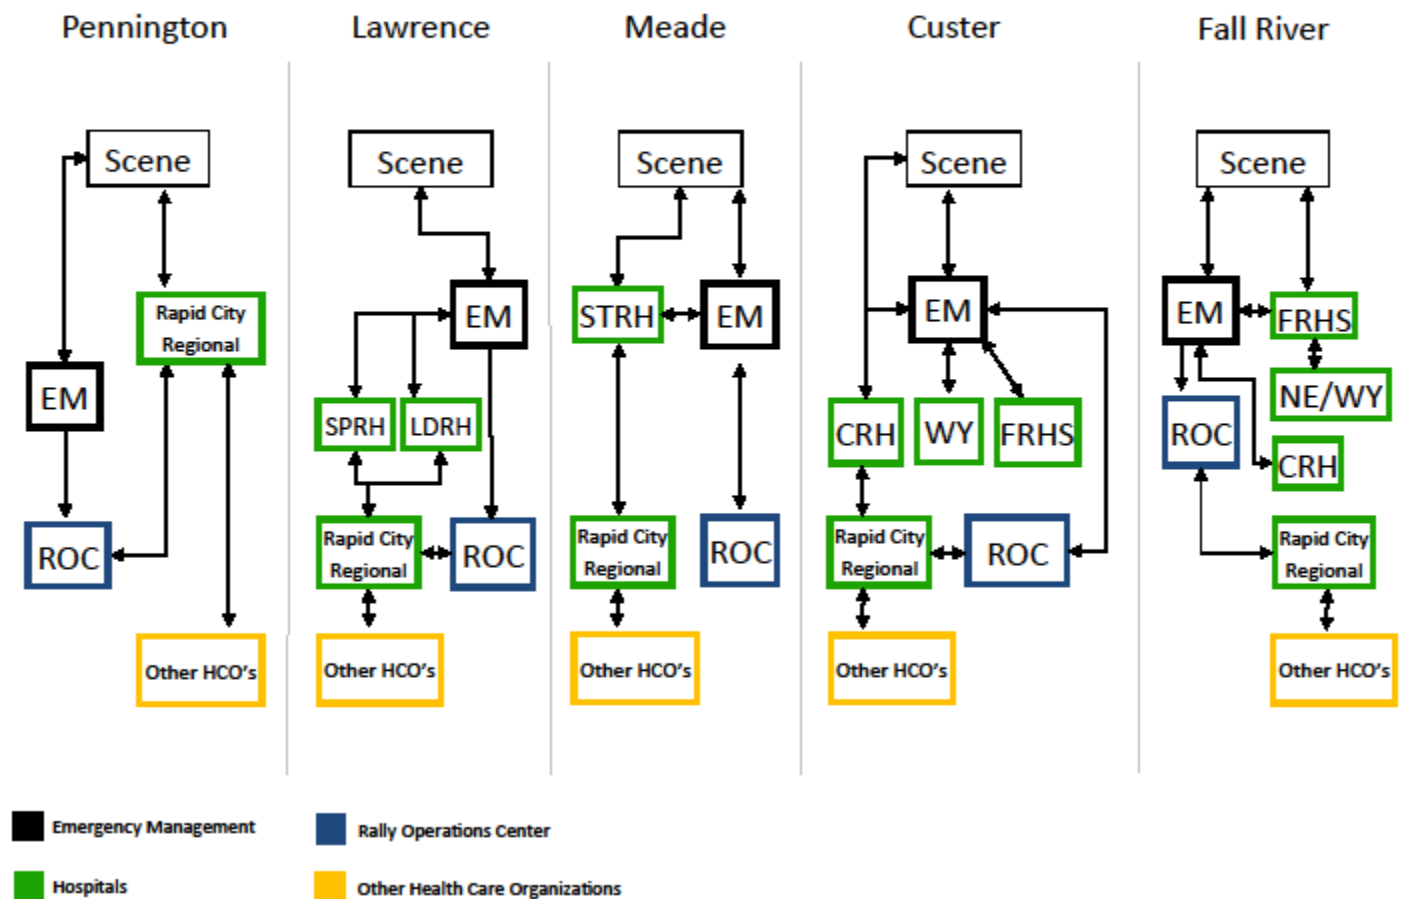 Pennington
Lawrence
Meade
Custer
Fall River
Scene
Rapid City
Regional
EM
ROC
Other HCO's
Scene
EM
SPRH
LDRH
Rapid City
Regional
ROC
Other HCO's
Scene
STRH
EM
Rapid City
Regional
ROC
Other HCO's
Scene
EM
CRH
WY
FRHS
Rapid City
Regional
ROC
Other HCO's
Scene
EM
FRHS
NE/WY
ROC
CRH
Rapid City
Regional
Other HCO's
Emergency Management
Rally Operations Center
Hospitals
Other Health Care Organizations